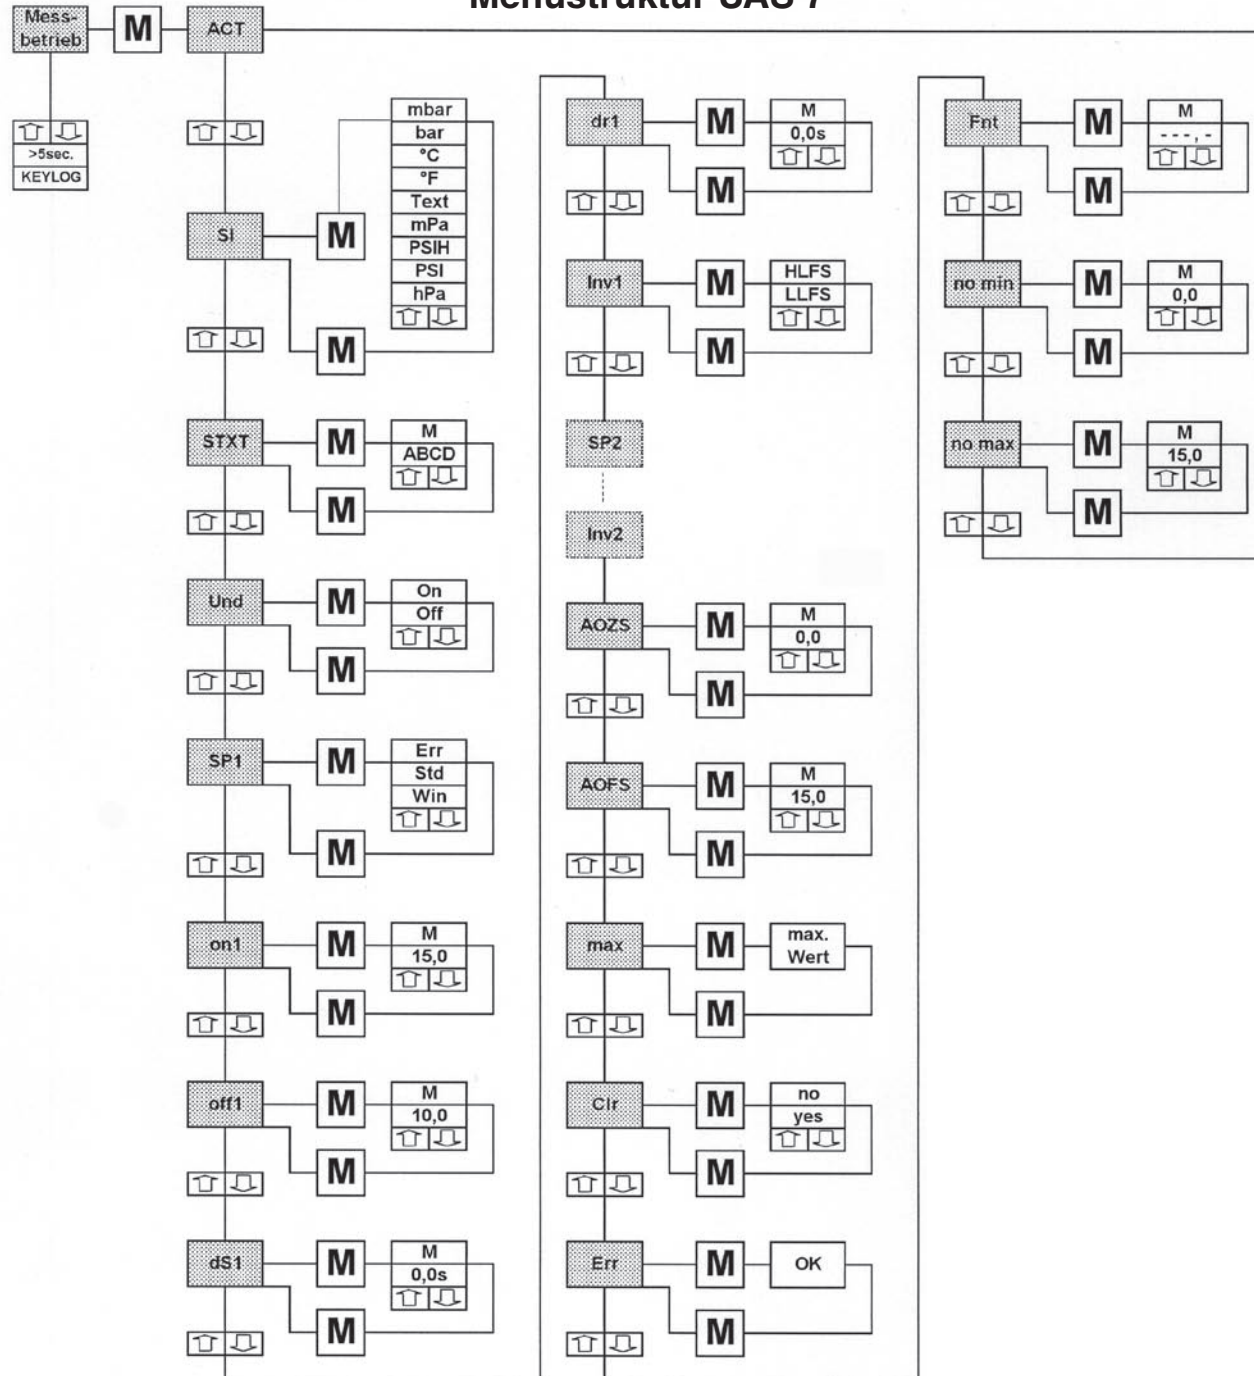 Menüstruktur UAS 7
Mess-
betrieb
M
ACT
>5sec.
KEYLOG
SI
M
mbar
bar
°C
°F
Text
mPa
PSIH
PSI
hPa
M
STXT
M
M
ABCD
M
Und
M
On
Off
M
SP1
M
Err
Std
Win
M
on1
M
M
15,0
M
off1
M
M
10,0
M
dS1
M
M
0,0s
M
dr1
M
M
0,0s
M
Inv1
M
HLFS
LLFS
M
SP2
Inv2
AOZS
M
M
0,0
M
AOFS
M
M
15,0
M
max
M
max.
Wert
M
Clr
M
no
yes
M
Err
M
OK
M
Fnt
M
M
---,-
M
no min
M
M
0,0
M
no max
M
M
15,0
M